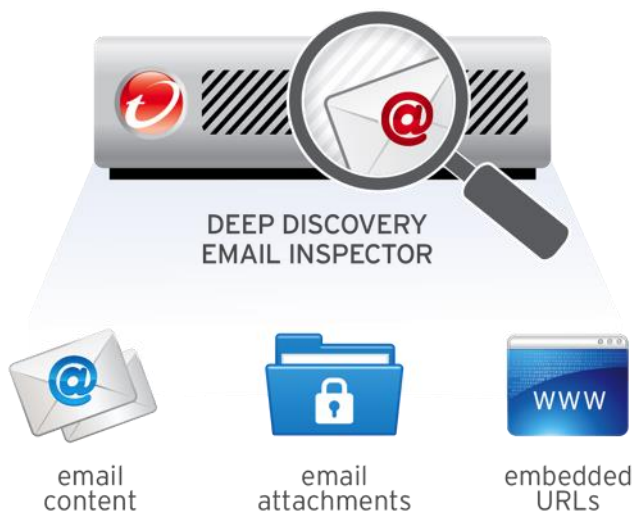 @
DEEP DISCOVERY
EMAIL INSPECTOR
@
www
email
content
email
attachments
embedded
URLs